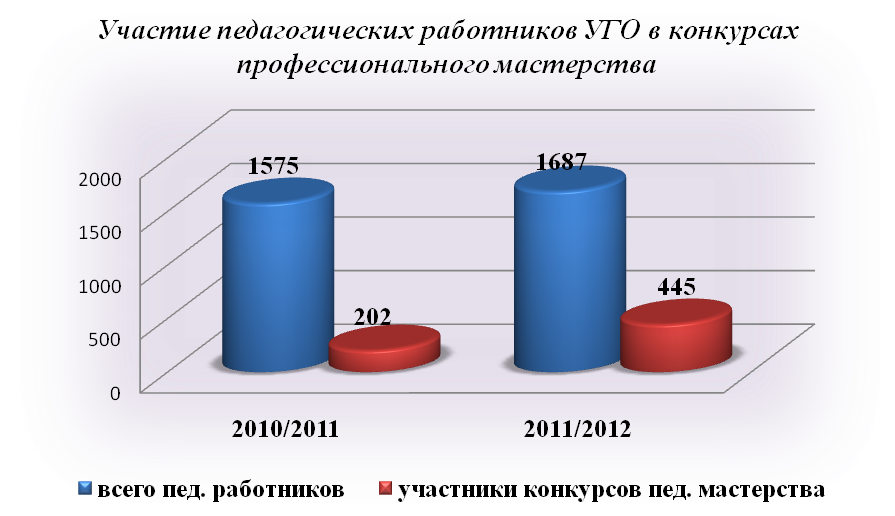 Участие педагогических работников УГО в конкурсах
профессионального мастерства
1575
1687
2000
1500
1000
500
0
202
445
2010/2011
2011/2012
всего пед. работников
участники конкурсов пед. мастерства